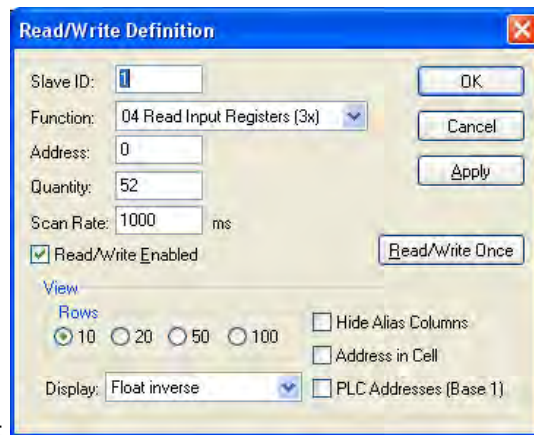 Read/Write Definition
Slave ID: 1
OK
Function: 04 Read Input Registers (3x)
Cancel
Address: 0
Apply
Quantity: 52
Scan Rate: 1000 ms
Read/Write Enabled
Read/Write Once
View
Rows
10 20 50 100
Hide Alias Columns
Address in Cell
Display: Float inverse
PLC Addresses (Base 1)